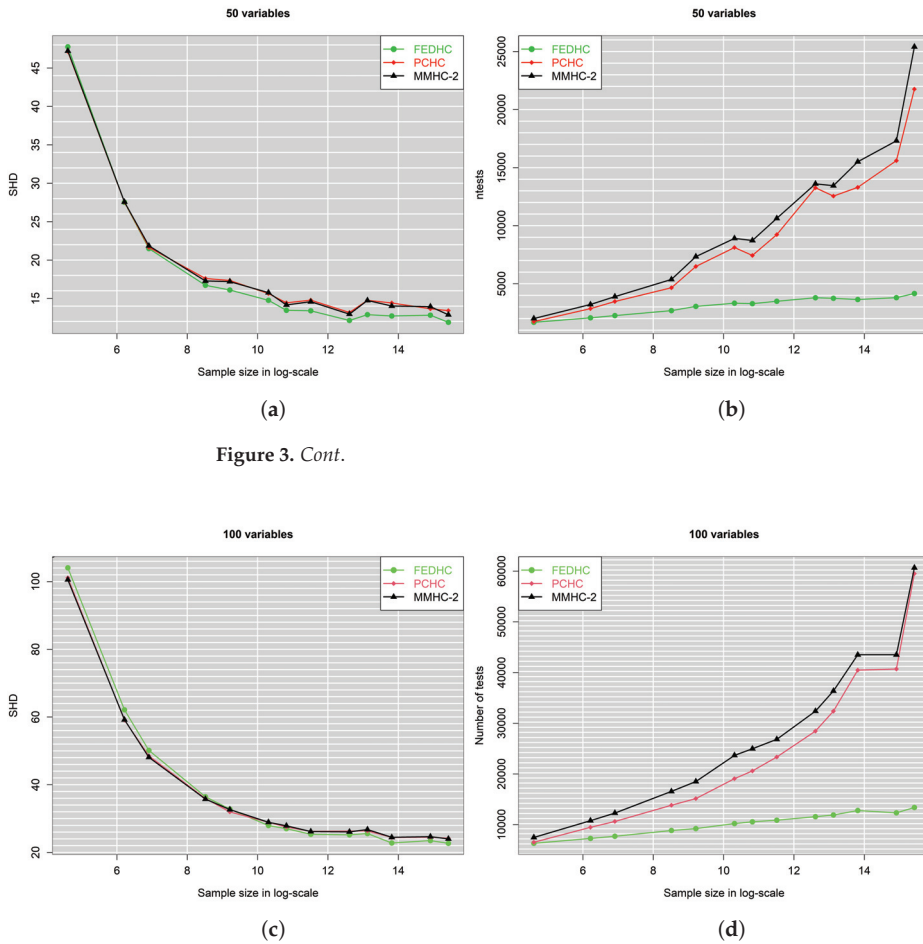 50 variables
50 variables
FEDHC
PCHC
MMHC-2
SHD
45
40
35
30
25
20
15
6 8 10 12 14
Sample size in log-scale
(a)
FEDHC
PCHC
MMHC-2
ntests
25000
20000
15000
10000
5000
6 8 10 12 14
Sample size in log-scale
(b)
Figure 3. Cont.
100 variables
100 variables
FEDHC
PCHC
MMHC-2
SHD
100
80
60
40
20
6 8 10 12 14
Sample size in log-scale
(c)
FEDHC
PCHC
MMHC-2
Number of tests
60000
50000
40000
30000
20000
10000
6 8 10 12 14
Sample size in log-scale
(d)